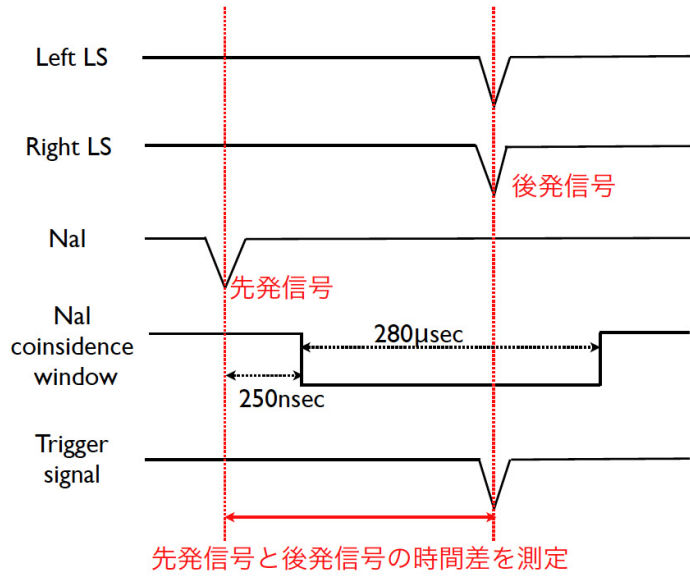 Left LS
Right LS
後発信号
NaI
先発信号
NaI
coinsidence
window
280μsec
250nsec
Trigger
signal
先発信号と後発信号の時間差を測定